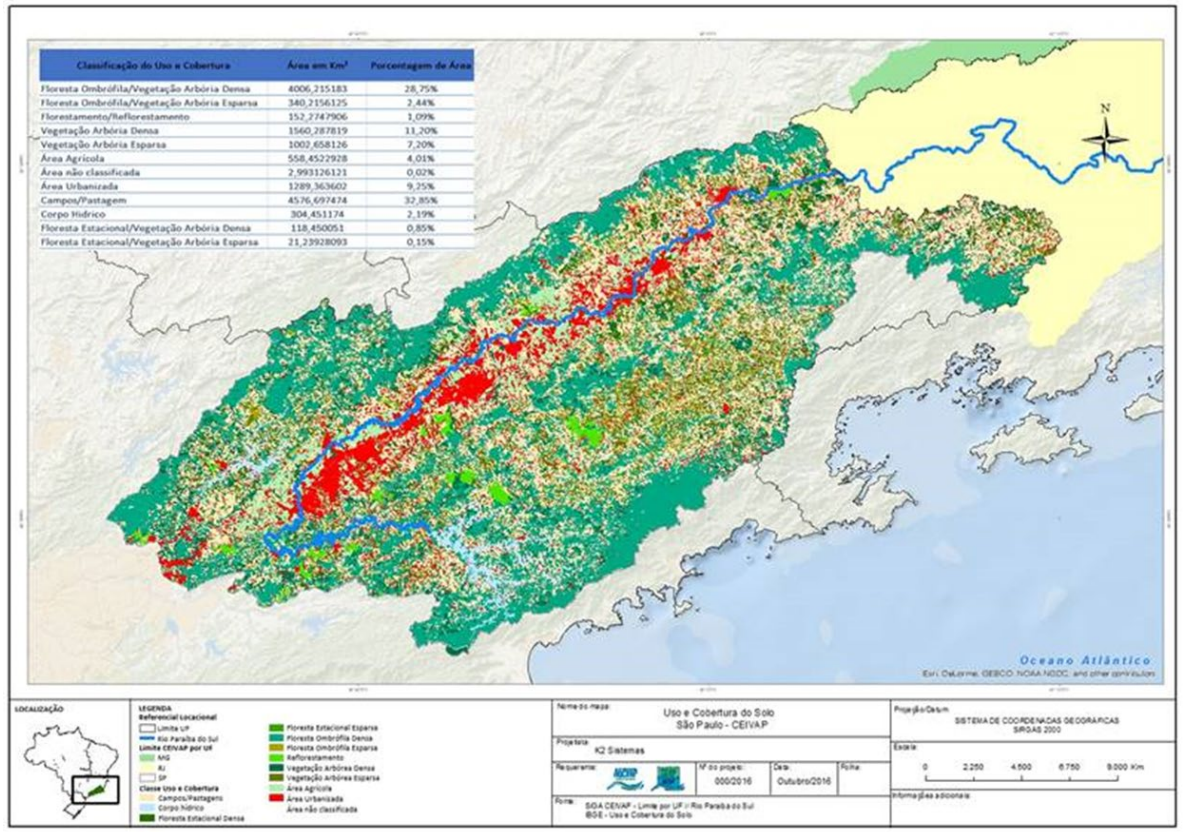 Classificação do Uso e Cobertura Área em Km² Porcentagem de Área
Floresta Ombrófila/Vegetação Arbória Densa 4006,215183 28,75%
Floresta Ombrófila/Vegetação Arbória Esparsa 340,2156125 2,44%
Florestamento/Reflorestamento 152,2747906 1,09%
Vegetação Arbória Densa 1560,287819 11,20%
Vegetação Arbória Esparsa 1002,658126 7,20%
Área Agrícola 558,4522928 4,01%
Área não classificada 2,993126121 0,02%
Área Urbanizada 1289,363602 9,25%
Campos/Pastagem 4576,697474 32,85%
Corpo Hídrico 304,451174 2,19%
Floresta Estacional/Vegetação Arbória Densa 118,450051 0,85%
Floresta Estacional/Vegetação Arbória Esparsa 21,23928093 0,15%
N
Oceano Atlântico
Esri, DeLorme, GEBCO, NOAA NGDC, and other contributors
LOCALIZAÇÃO
LEGENDA
Referencial Locacional
Limite UF
Rio Paraíba do Sul
Limite CEIVAP por UF
MG
RJ
SP
Classe Uso e Cobertura
Campos/Pastagens
Corpo hídrico
Floresta Estacional Densa
Floresta Estacional Esparsa
Floresta Ombrófila Densa
Floresta Ombrófila Esparsa
Reflorestamento
Vegetação Arbórea Densa
Vegetação Arbórea Esparsa
Área Agrícola
Área Urbanizada
Área não classificada
Nome do mapa:
Uso e Cobertura do Solo
São Paulo - CEIVAP
Projetista:
K2 Sistemas
Requerente:
AGEVAP
Nº do projeto:
000/2016
Data:
Outubro/2016
Folha:
Fonte:
SIGA CEIVAP - Limite por UF // Rio Paraíba do Sul
IBGE - Uso e Cobertura do Solo
Projeção/Datum:
SISTEMA DE COORDENADAS GEOGRÁFICAS
SIRGAS 2000
Escala:
0 2.250 4.500 6.750 9.000 Km
Informações adicionais: